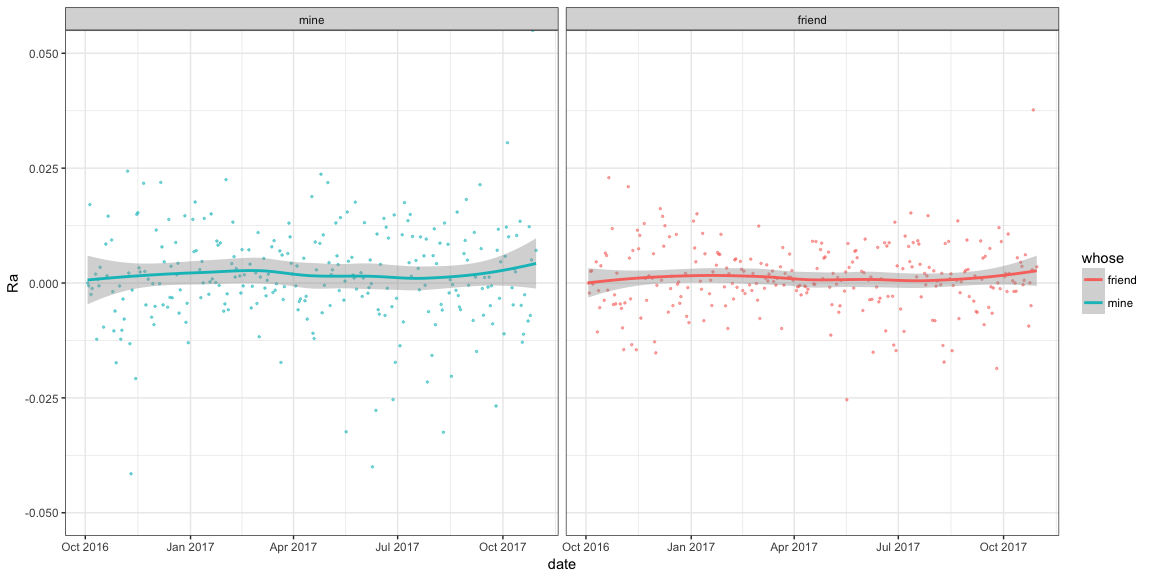 mine friend
0.050
0.025
0.000
-0.025
-0.050
Ra
Oct 2016 Jan 2017 Apr 2017 Jul 2017 Oct 2017 Oct 2016 Jan 2017 Apr 2017 Jul 2017 Oct 2017
date
whose
friend
mine